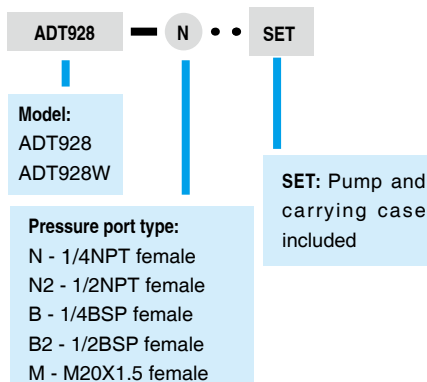 ADT928 — N • • SET
Model:
ADT928
ADT928W
Pressure port type:
N - 1/4NPT female
N2 - 1/2NPT female
B - 1/4BSP female
B2 - 1/2BSP female
M - M20X1.5 female
SET: Pump and
carrying case
included